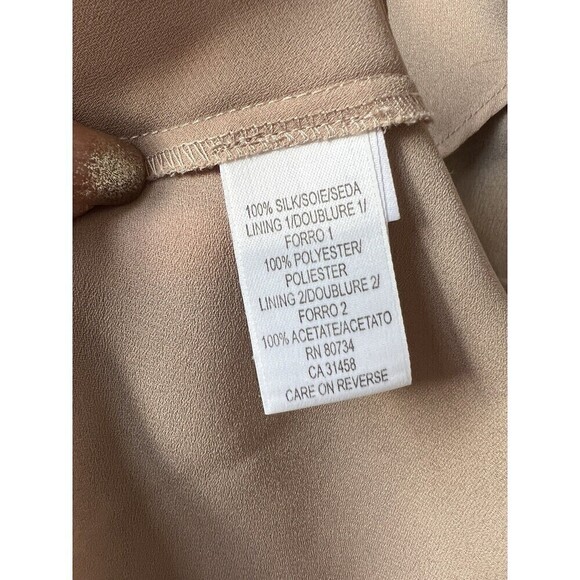 100% SILK/SOIE/SEDA
LINING 1/DOUBLURE 1/
FORRO 1
100% POLYESTER/
POLIESTER
LINING 2/DOUBLURE 2/
FORRO 2
100% ACETATE/ACETATO
RN 80734
CA 31458
CARE ON REVERSE